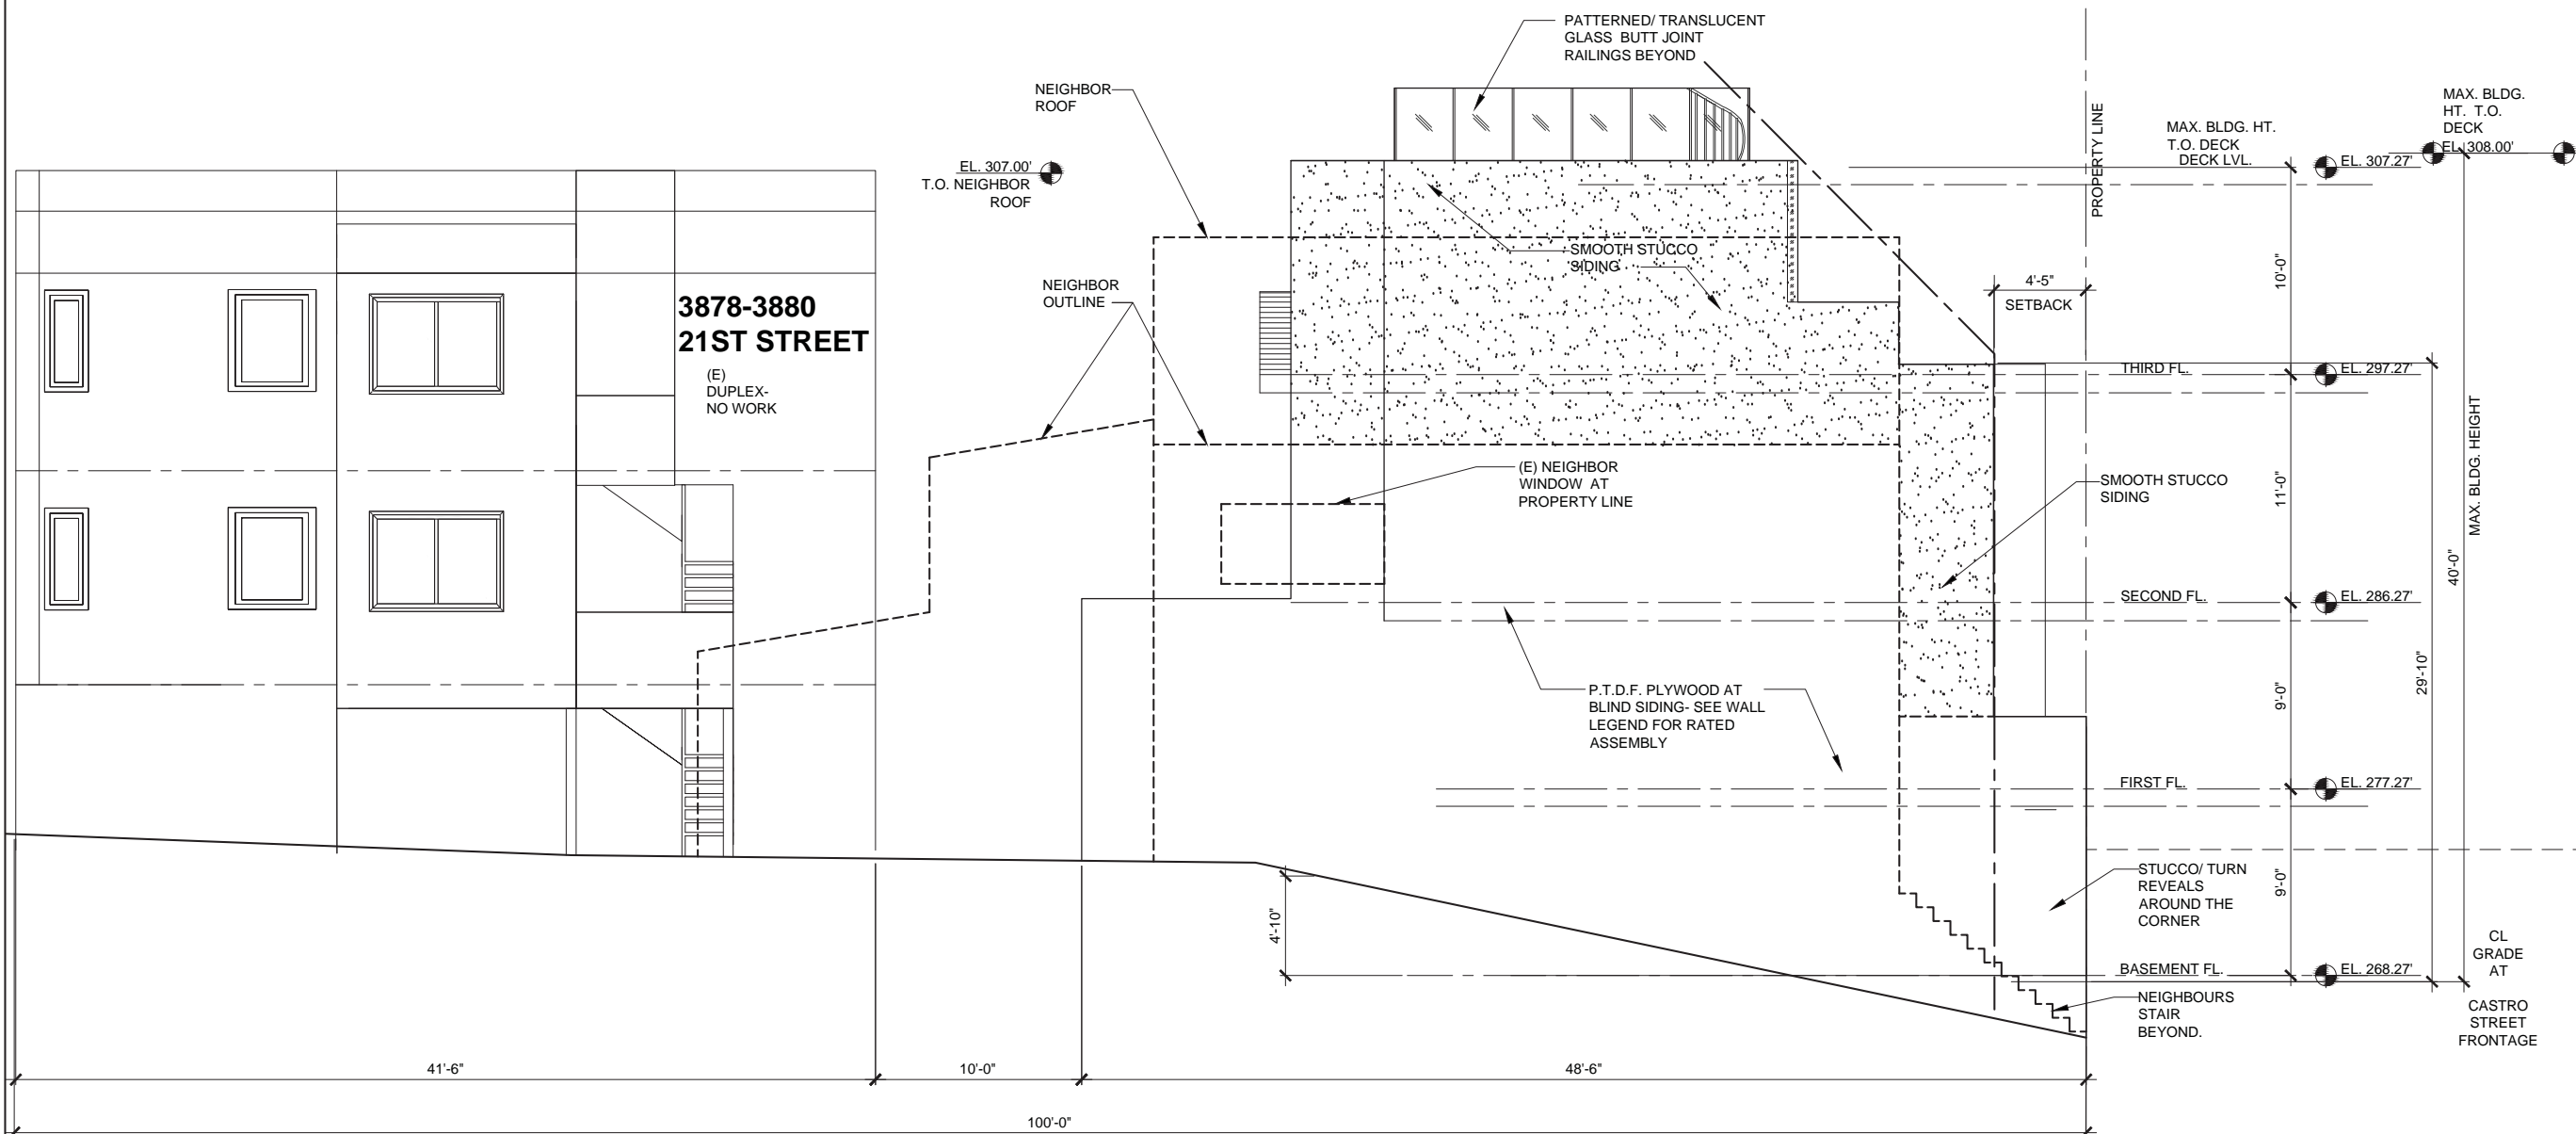 PATTERNED/ TRANSLUCENT
GLASS BUTT JOINT
RAILINGS BEYOND
NEIGHBOR
ROOF
EL. 307.00'
T.O. NEIGHBOR
ROOF
NEIGHBOR
OUTLINE
3878-3880
21ST STREET
(E)
DUPLEX-
NO WORK
SMOOTH STUCCO
SIDING
(E) NEIGHBOR
WINDOW AT
PROPERTY LINE
P.T.D.F. PLYWOOD AT
BLIND SIDING- SEE WALL
LEGEND FOR RATED
ASSEMBLY
PROPERTY LINE
4'-5"
SETBACK
MAX. BLDG. HT.
T.O. DECK
DECK LVL.
EL. 307.27'
MAX. BLDG.
HT. T.O.
DECK
EL. 308.00'
10'-0"
THIRD FL.
EL. 297.27'
SMOOTH STUCCO
SIDING
11'-0"
MAX. BLDG. HEIGHT
40'-0"
SECOND FL.
EL. 286.27'
29'-10"
9'-0"
FIRST FL.
EL. 277.27'
STUCCO/ TURN
REVEALS
AROUND THE
CORNER
9'-0"
4'-10"
BASEMENT FL.
EL. 268.27'
NEIGHBOURS
STAIR
BEYOND.
CL
GRADE
AT
CASTRO
STREET
FRONTAGE
41'-6"
10'-0"
48'-6"
100'-0"